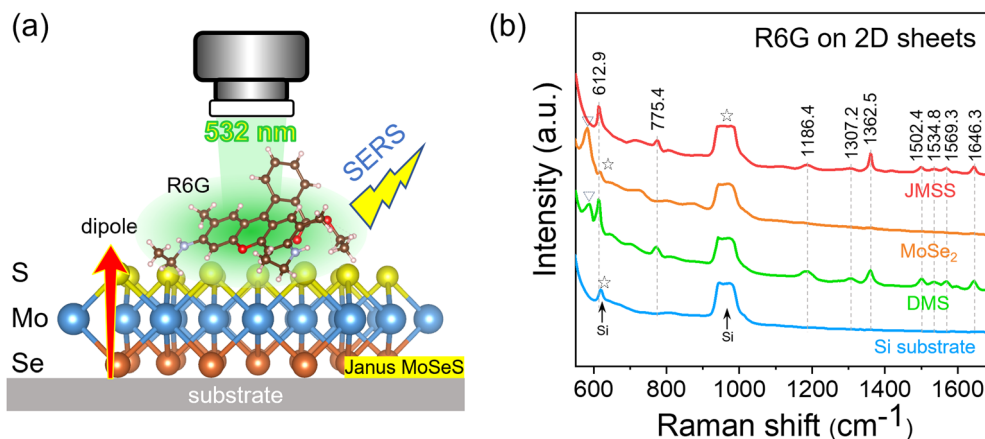 (a)
532 nm
SERS
R6G
dipole
S
Mo
Se
Janus MoSeS
substrate
(b)
R6G on 2D sheets
612.9
775.4
1186.4
1307.2
1362.5
1502.4
1534.8
1569.3
1646.3
JMSS
MoSe₂
DMS
Si substrate
Si
Si
Intensity (a.u.)
600 800 1000 1200 1400 1600
Raman shift (cm⁻¹)